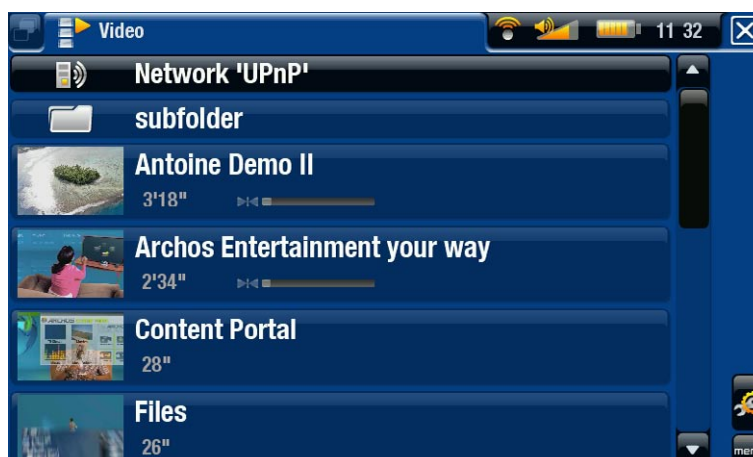 Video
11 32
Network 'UPnP'
subfolder
Antoine Demo II
3'18"
Archos Entertainment your way
2'34"
Content Portal
28"
Files
26"